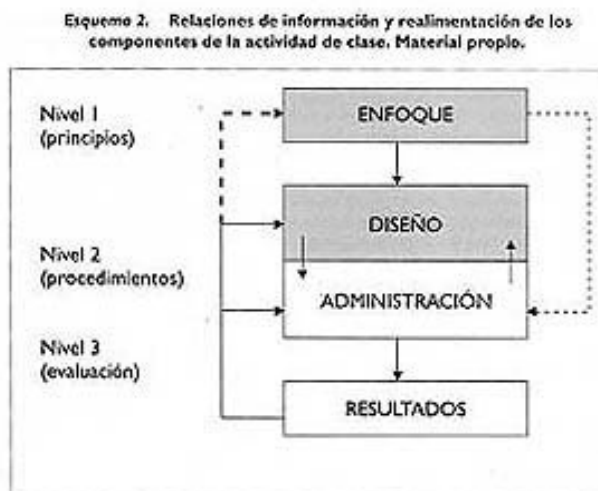 Esquema 2. Relaciones de información y realimentación de los
componentes de la actividad de clase. Material propio.
Nivel 1
(principios)
ENFOQUE
DISEÑO
Nivel 2
(procedimientos)
ADMINISTRACIÓN
Nivel 3
(evaluación)
RESULTADOS